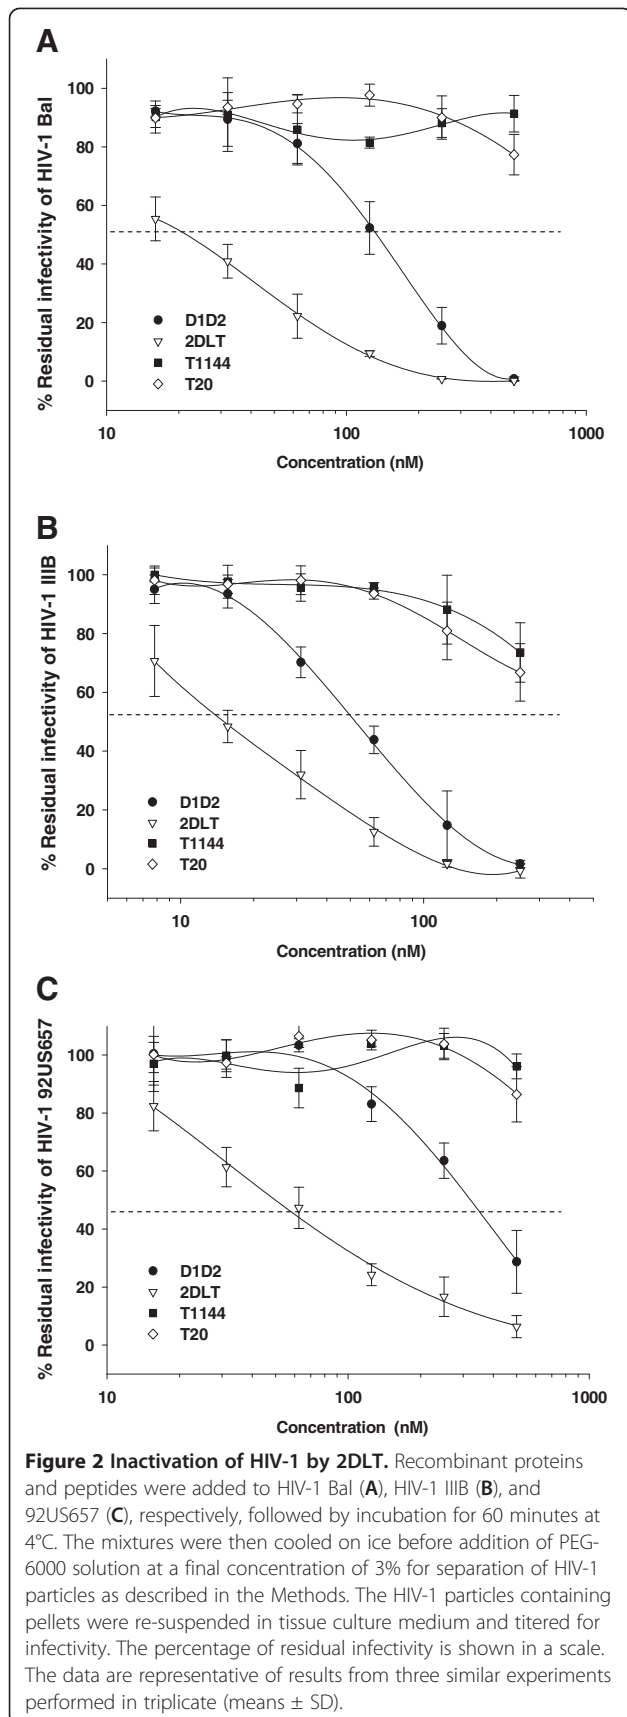 A
% Residual infectivity of HIV-1 Bal
100
80
60
40
20
0
D1D2
2DLT
T1144
T20
10
100
1000
Concentration (nM)
B
% Residual infectivity of HIV-1 IIIB
100
80
60
40
20
0
D1D2
2DLT
T1144
T20
10
100
Concentration (nM)
C
% Residual infectivity of HIV-1 92US657
100
80
60
40
20
0
D1D2
2DLT
T1144
T20
10
100
1000
Concentration (nM)
Figure 2 Inactivation of HIV-1 by 2DLT. Recombinant proteins
and peptides were added to HIV-1 Bal (A), HIV-1 IIIB (B), and
92US657 (C), respectively, followed by incubation for 60 minutes at
4°C. The mixtures were then cooled on ice before addition of PEG-
6000 solution at a final concentration of 3% for separation of HIV-1
particles as described in the Methods. The HIV-1 particles containing
pellets were re-suspended in tissue culture medium and titered for
infectivity. The percentage of residual infectivity is shown in a scale.
The data are representative of results from three similar experiments
performed in triplicate (means ± SD).